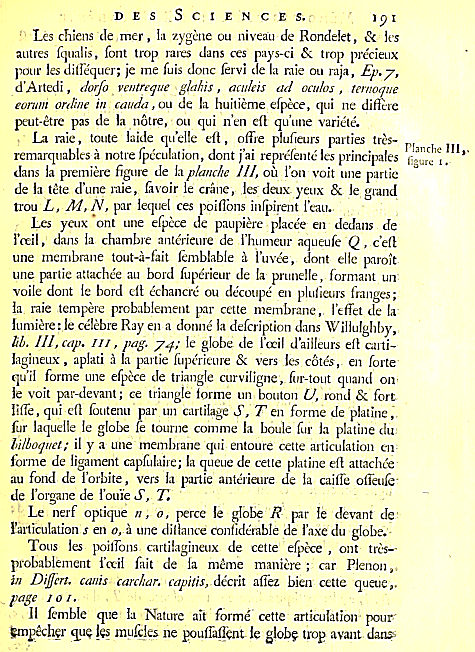 DES SCIENCES. 191
Les chiens de mer, la zygène ou niveau de Rondelet, & les
autres squalis, sont trop rares dans ces pays-ci & trop précieux
pour les disséquer; je me suis donc servi de la raie ou raja, Ep. 7,
d'Artedi, dorso ventreque glabis, aculeis ad oculos, ternoque
eorum ordine in cauda, ou de la huitième espèce, qui ne diffère
peut-être pas de la nôtre, ou qui n'en est qu'une variété.
La raie, toute laide qu'elle est, offre plusieurs parties très-
remarquables à notre spéculation, dont j'ai représenté les principales
Planche III,
figure 1.
dans la première figure de la planche III, où l'on voit une partie
de la tête d'une raie, savoir le crâne, les deux yeux & le grand
trou L, M, N, par lequel ces poissons inspirent l'eau.
Les yeux ont une espèce de paupière placée en dedans de
l'œil, dans la chambre antérieure de l'humeur aqueuse Q, c'est
une membrane tout-à-fait semblable à l'uvée, dont elle paroît
une partie attachée au bord supérieur de la prunelle, formant un
voile dont le bord est échancré ou découpé en plusieurs franges;
la raie tempère probablement par cette membrane, l'effet de la
lumière: le célèbre Ray en a donné la description dans Willulghby,
lib. III, cap. III, pag. 74; le globe de l'œil d'ailleurs est carti-
lagineux, aplati à la partie supérieure & vers les côtés, en sorte
qu'il forme une espèce de triangle curviligne, sur-tout quand on
le voit par-devant; ce triangle forme un bouton U, rond & fort
lisse, qui est soutenu par un cartilage S, T en forme de platine,
sur laquelle le globe se tourne comme la boule sur la platine du
bilboquet; il y a une membrane qui entoure cette articulation en
forme de ligament capsulaire; la queue de cette platine est attachée
au fond de l'orbite, vers la partie antérieure de la caisse osseuse
de l'organe de l'ouïe S, T.
Le nerf optique n, o, perce le globe R par le devant de
l'articulation s en o, à une distance considérable de l'axe du globe.
Tous les poissons cartilagineux de cette espèce, ont très-
probablement l'œil fait de la même manière; car Plenon,
in Dissert. canis carchar. capitis, décrit assez bien cette queue,
page 101.
Il semble que la Nature ait formé cette articulation pour
empêcher que les muscles ne poussassent le globe trop avant dans